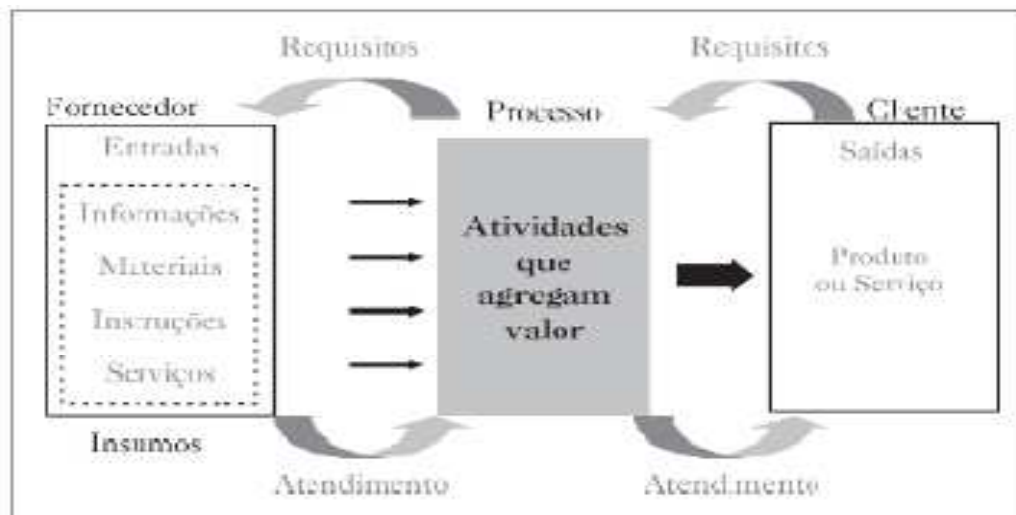 Requisitos
Requisitos
Fornecedor
Processo
Cliente
Entradas
Informações
Materiais
Instruções
Serviços
Insumos
Atividades
que
agregam
valor
Saídas
Produto
ou Serviço
Atendimento
Atendimento